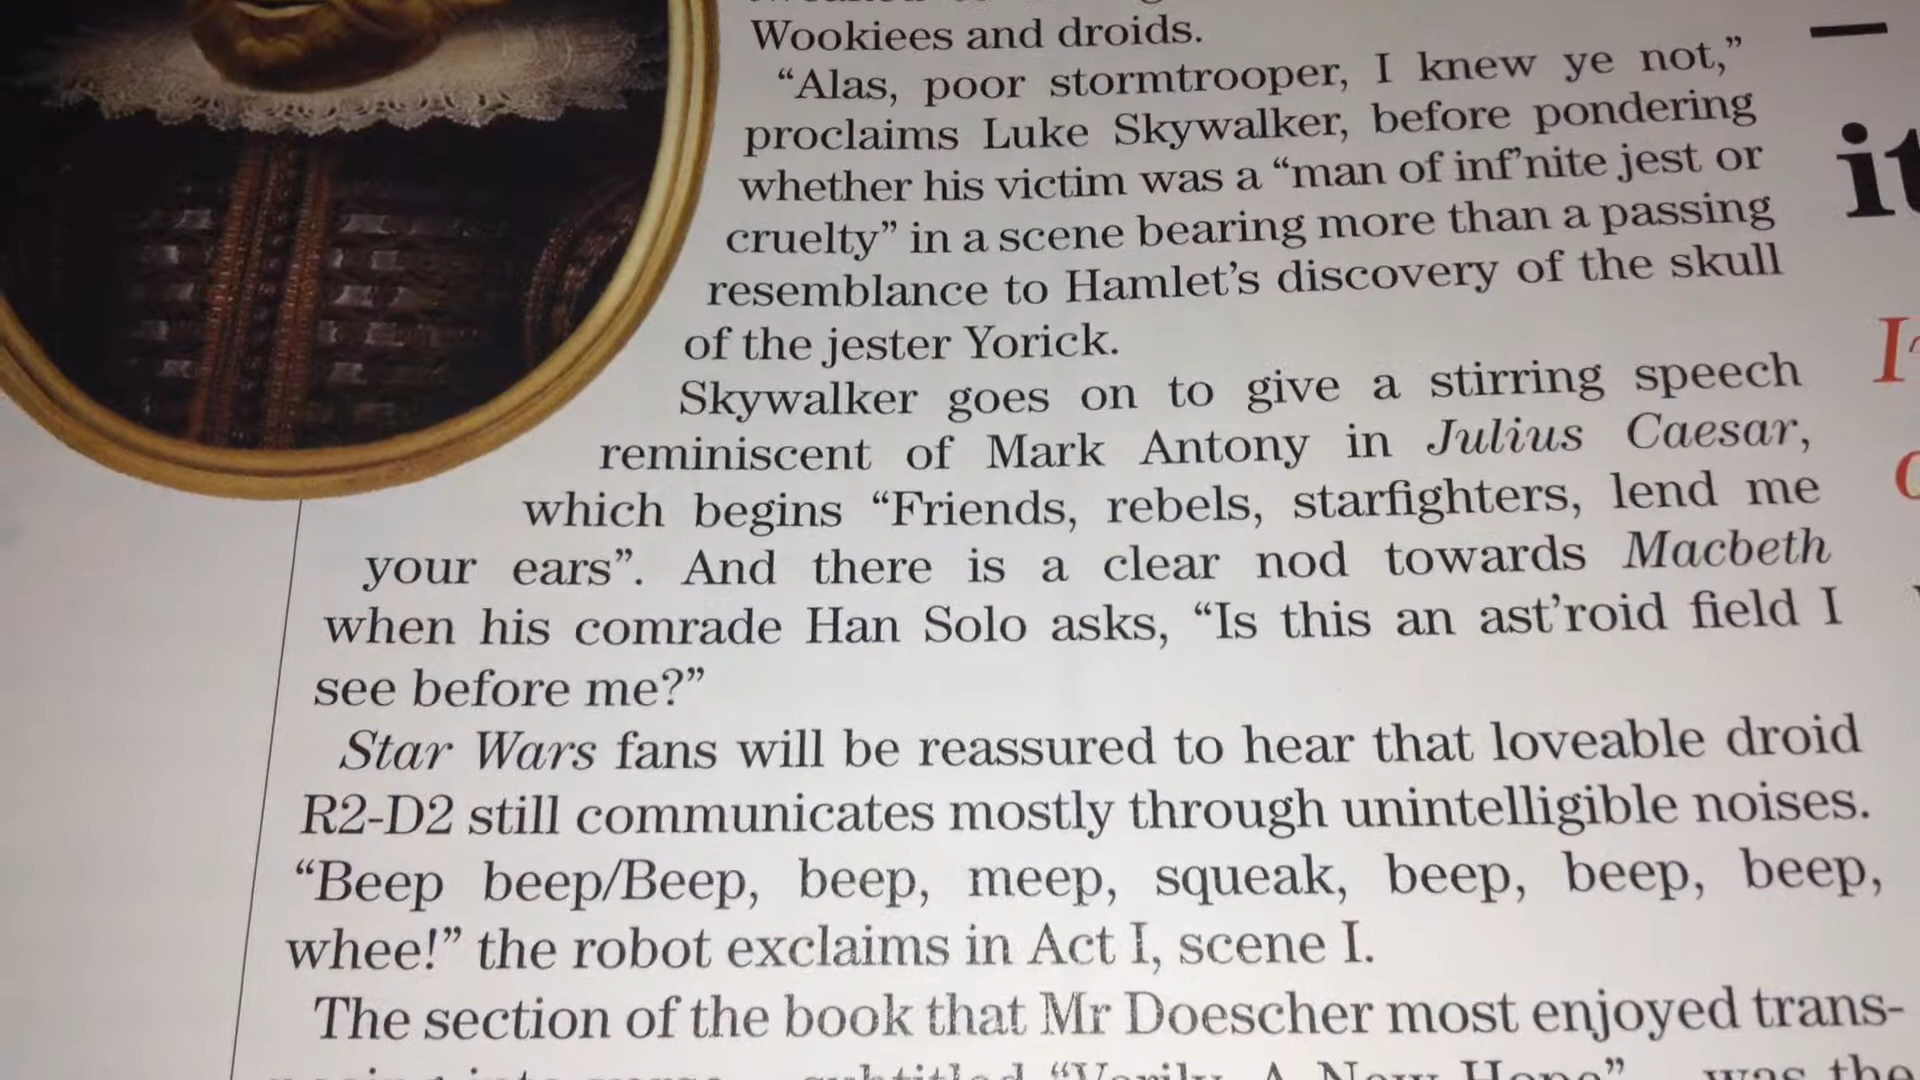 Wookiees and droids.
“Alas, poor stormtrooper, I knew ye not,”
proclaims Luke Skywalker, before pondering
whether his victim was a “man of inf’nite jest or
cruelty” in a scene bearing more than a passing
resemblance to Hamlet’s discovery of the skull
of the jester Yorick.
Skywalker goes on to give a stirring speech
reminiscent of Mark Antony in Julius Caesar,
which begins “Friends, rebels, starfighters, lend me
your ears”. And there is a clear nod towards Macbeth
when his comrade Han Solo asks, “Is this an ast’roid field I
see before me?”
Star Wars fans will be reassured to hear that loveable droid
R2-D2 still communicates mostly through unintelligible noises.
“Beep beep/Beep, beep, meep, squeak, beep, beep, beep,
whee!” the robot exclaims in Act I, scene I.
The section of the book that Mr Doescher most enjoyed trans-
subtitled “Verily, A New Hope” was the
it